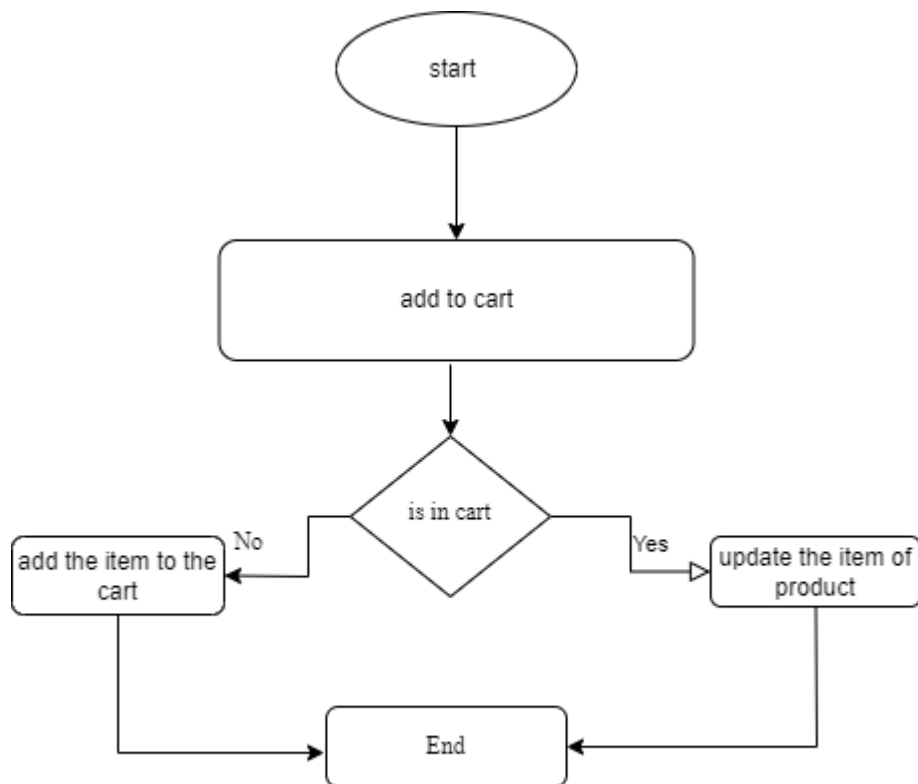 start
add to cart
is in cart
No
Yes
add the item to the
cart
update the item of
product
End